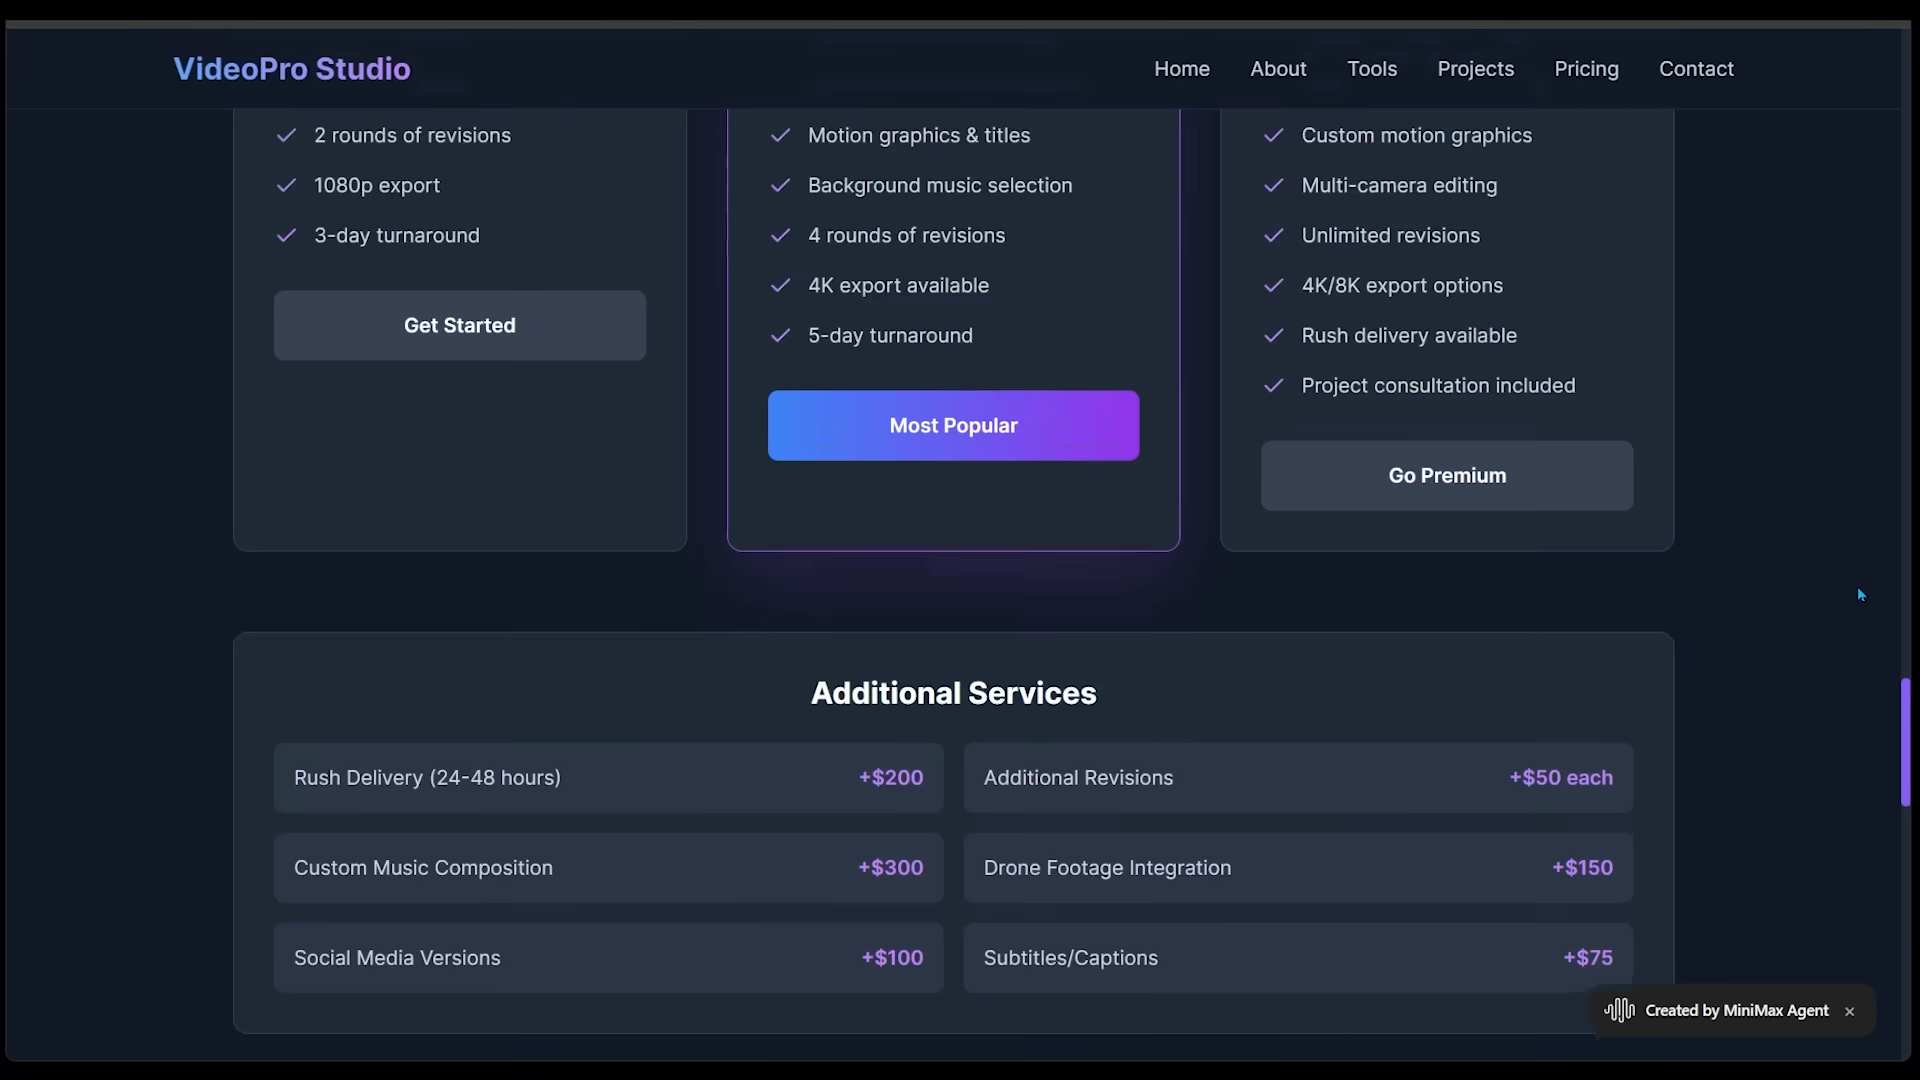 VideoPro Studio
Home
About
Tools
Projects
Pricing
Contact
2 rounds of revisions
1080p export
3-day turnaround
Get Started
Motion graphics & titles
Background music selection
4 rounds of revisions
4K export available
5-day turnaround
Most Popular
Custom motion graphics
Multi-camera editing
Unlimited revisions
4K/8K export options
Rush delivery available
Project consultation included
Go Premium
Additional Services
Rush Delivery (24-48 hours) +$200
Additional Revisions +$50 each
Custom Music Composition +$300
Drone Footage Integration +$150
Social Media Versions +$100
Subtitles/Captions +$75
Created by MiniMax Agent ×